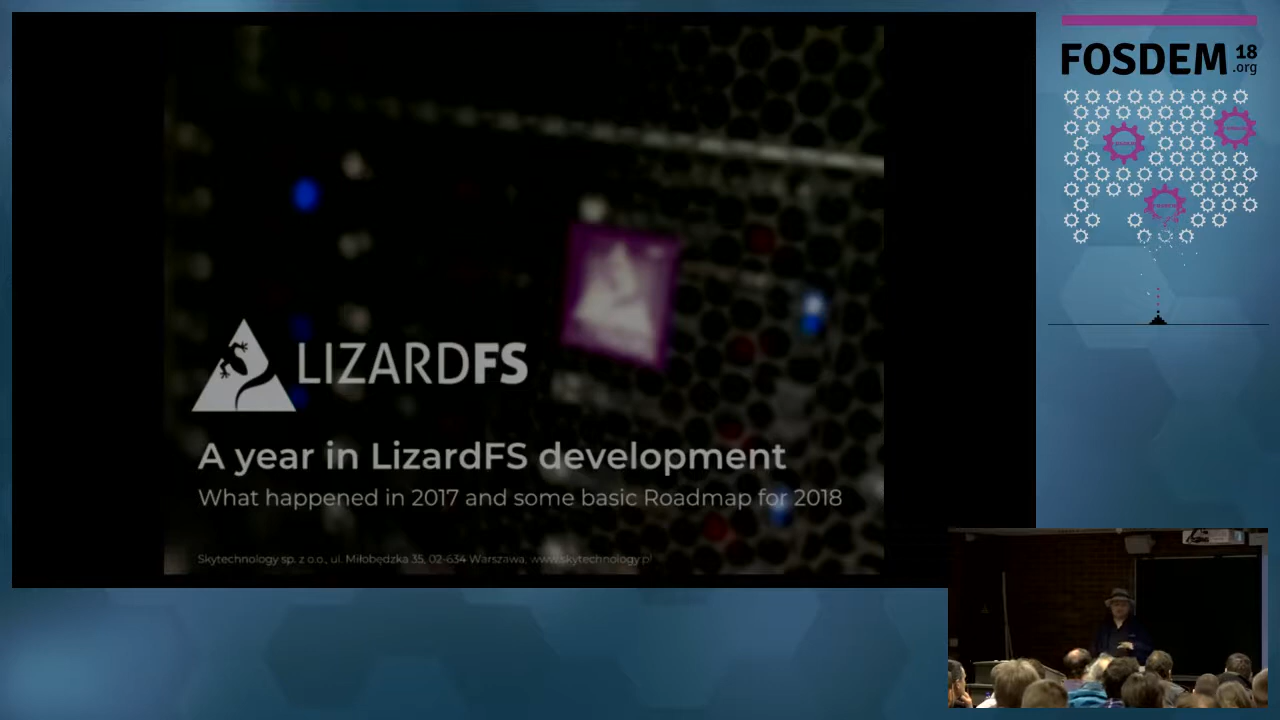 FOSDEM 18
.org
LIZARDFS
A year in LizardFS development
What happened in 2017 and some basic Roadmap for 2018
Skytechnology sp. z o.o., ul. Miłobędzka 35, 02-634 Warszawa, www.skytechnology.pl